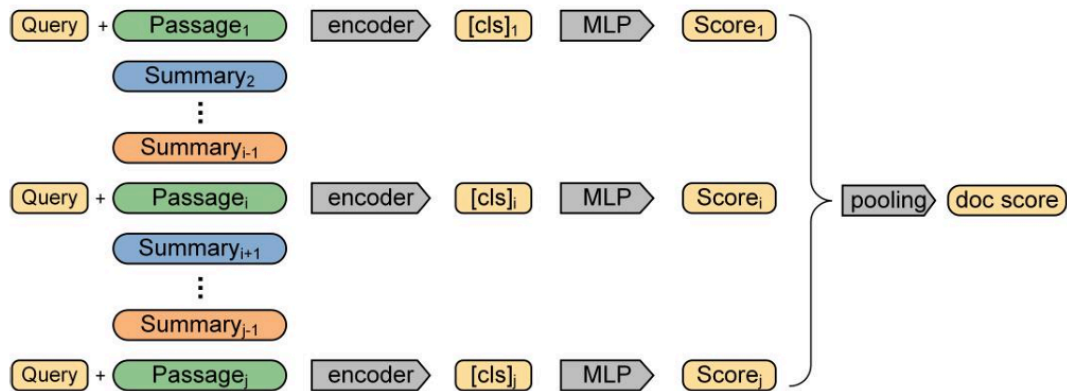 Query + Passage₁ encoder [cls]₁ MLP Score₁
Summary₂
⋮
Summaryᵢ₋₁
Query + Passageᵢ encoder [cls]ᵢ MLP Scoreᵢ pooling doc score
Summaryᵢ₊₁
⋮
Summaryⱼ₋₁
Query + Passageⱼ encoder [cls]ⱼ MLP Scoreⱼ